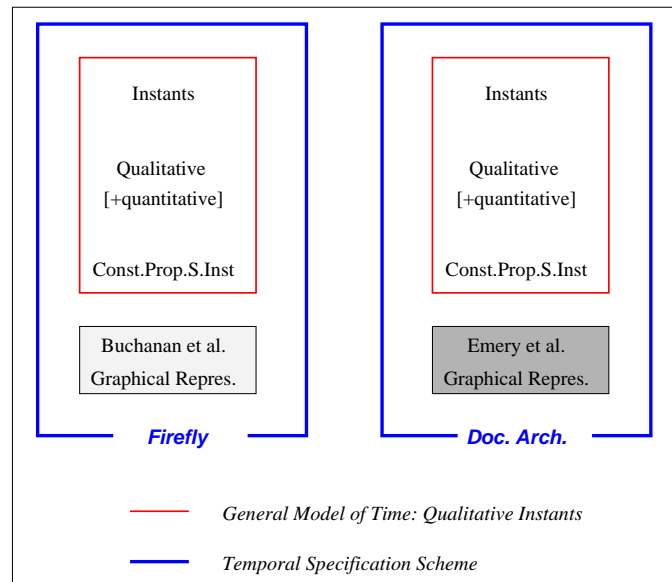 Instants
Qualitative
[+quantitative]
Const.Prop.S.Inst
Buchanan et al.
Graphical Repres.
Firefly
Instants
Qualitative
[+quantitative]
Const.Prop.S.Inst
Emery et al.
Graphical Repres.
Doc. Arch.
General Model of Time: Qualitative Instants
Temporal Specification Scheme